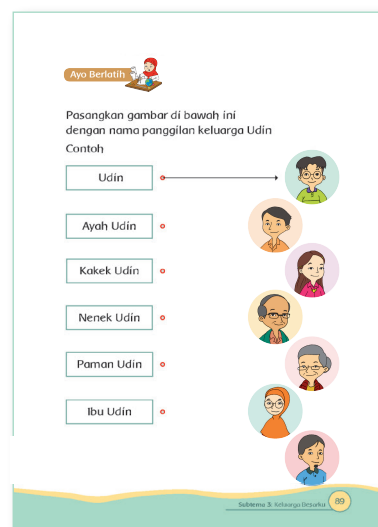 Ayo Berlatih
Pasangkan gambar di bawah ini
dengan nama panggilan keluarga Udin
Contoh
Udin
Ayah Udin
Kakek Udin
Nenek Udin
Paman Udin
Ibu Udin
Subtema 3: Keluarga Besarku
89